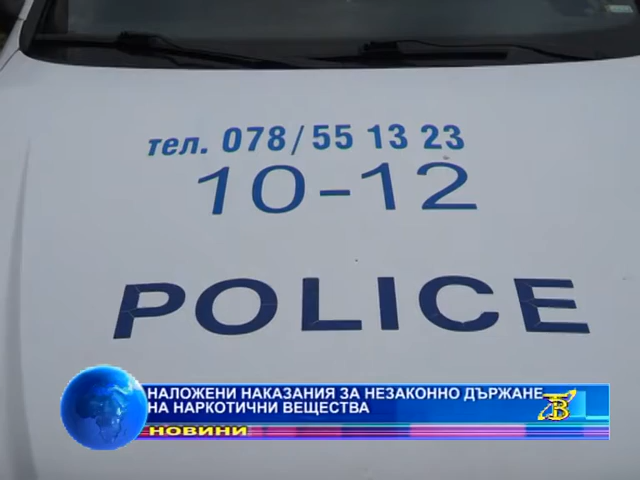 тел. 078/55 13 23
10-12
POLICE
НАЛОЖЕНИ НАКАЗАНИЯ ЗА НЕЗАКОННО ДЪРЖАНЕ
НА НАРКОТИЧНИ ВЕЩЕСТВА
НОВИНИ